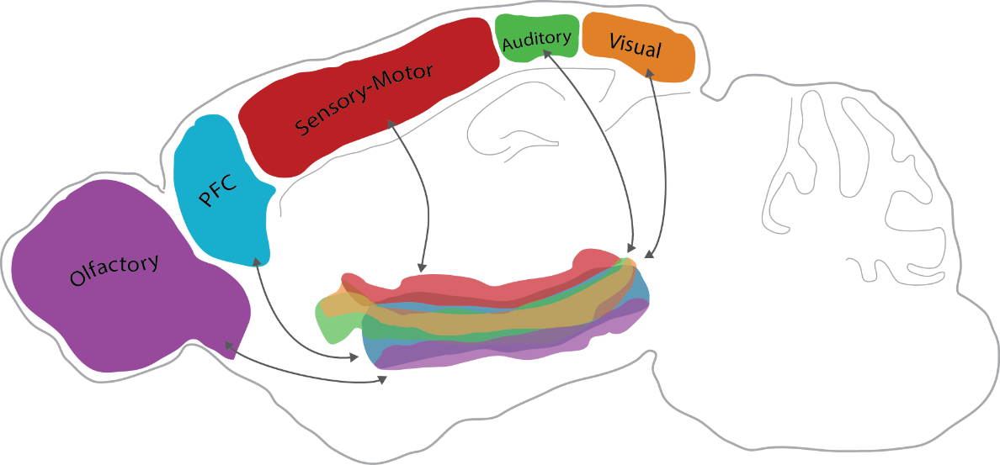 Olfactory
PFC
Sensory-Motor
Auditory
Visual